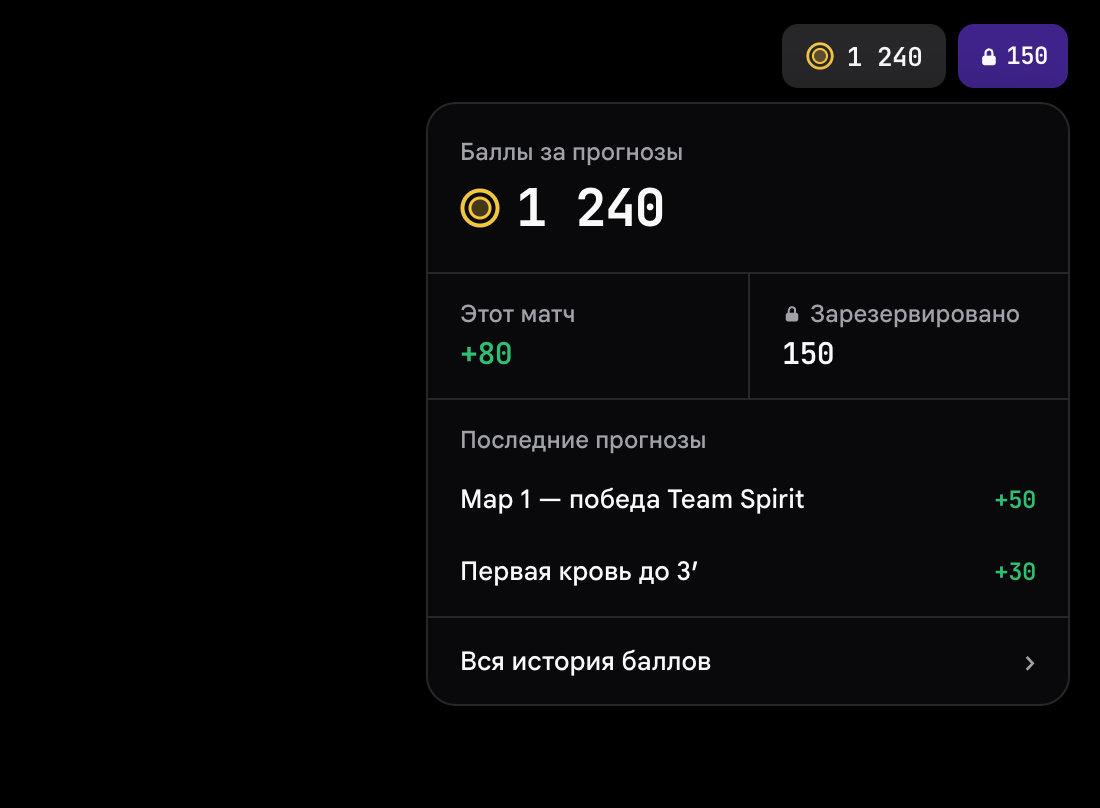 1 240
150
Баллы за прогнозы
1 240
Этот матч
+80
Зарезервировано
150
Последние прогнозы
Map 1 — победа Team Spirit
+50
Первая кровь до 3′
+30
Вся история баллов